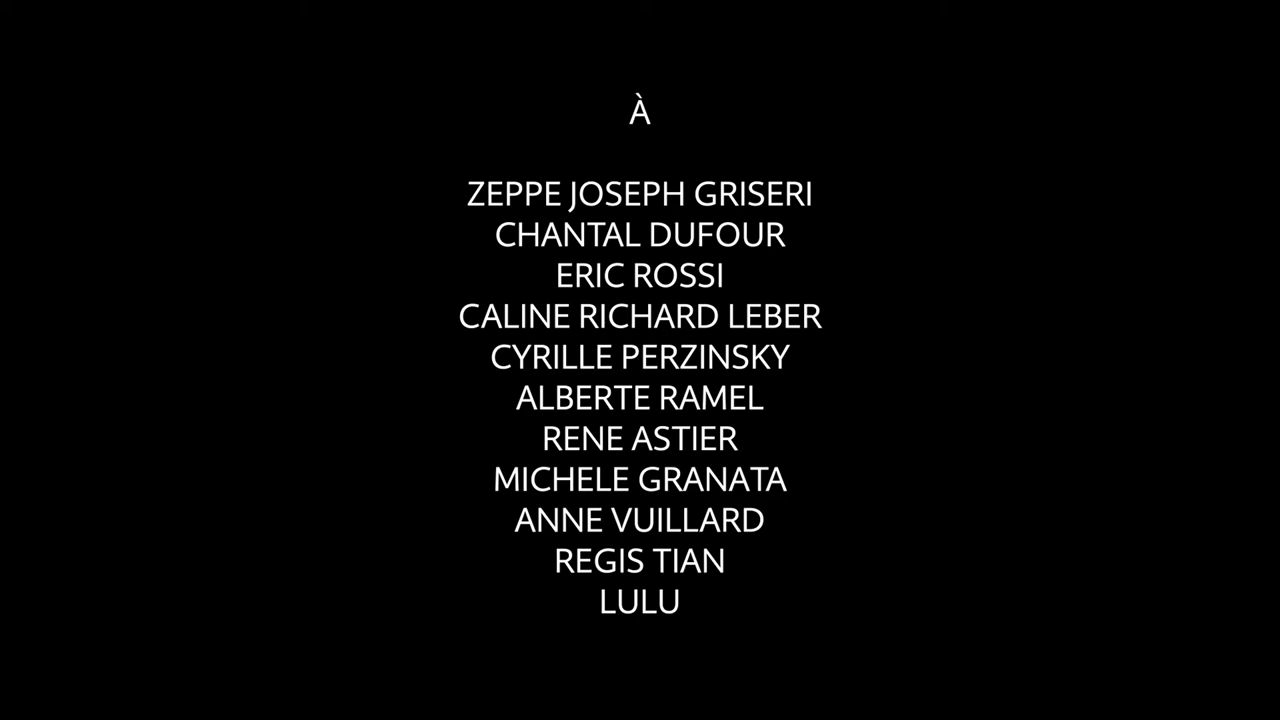 À
ZEPPE JOSEPH GRISERI
CHANTAL DUFOUR
ERIC ROSSI
CALINE RICHARD LEBER
CYRILLE PERZINSKY
ALBERTE RAMEL
RENE ASTIER
MICHELE GRANATA
ANNE VUILLARD
REGIS TIAN
LULU